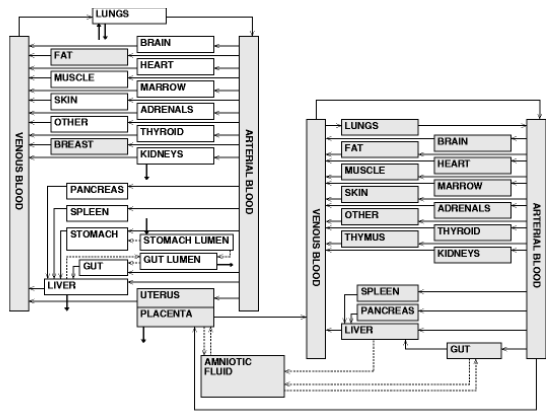 LUNGS
BRAIN
FAT
HEART
MUSCLE
MARROW
SKIN
ADRENALS
OTHER
THYROID
BREAST
KIDNEYS
VENOUS BLOOD
ARTERIAL BLOOD
PANCREAS
SPLEEN
STOMACH
STOMACH LUMEN
GUT LUMEN
GUT
LIVER
UTERUS
PLACENTA
AMNIOTIC
FLUID
LUNGS
BRAIN
FAT
HEART
MUSCLE
MARROW
SKIN
ADRENALS
OTHER
THYROID
THYMUS
KIDNEYS
VENOUS BLOOD
ARTERIAL BLOOD
SPLEEN
PANCREAS
LIVER
GUT